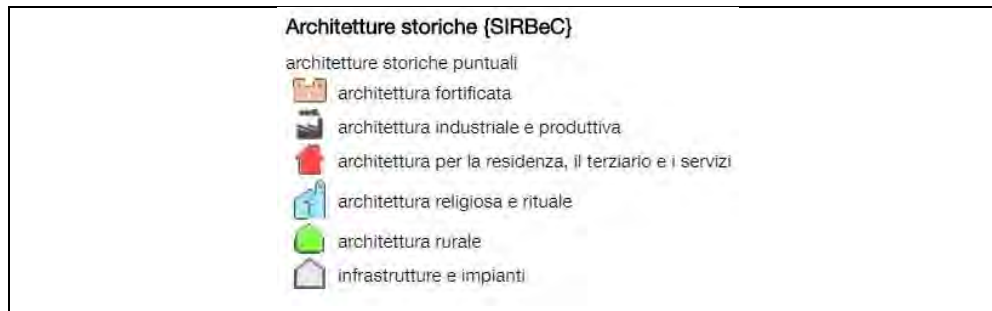 Architetture storiche {SIRBeC}
architetture storiche puntuali
architettura fortificata
architettura industriale e produttiva
architettura per la residenza, il terziario e i servizi
architettura religiosa e rituale
architettura rurale
infrastrutture e impianti